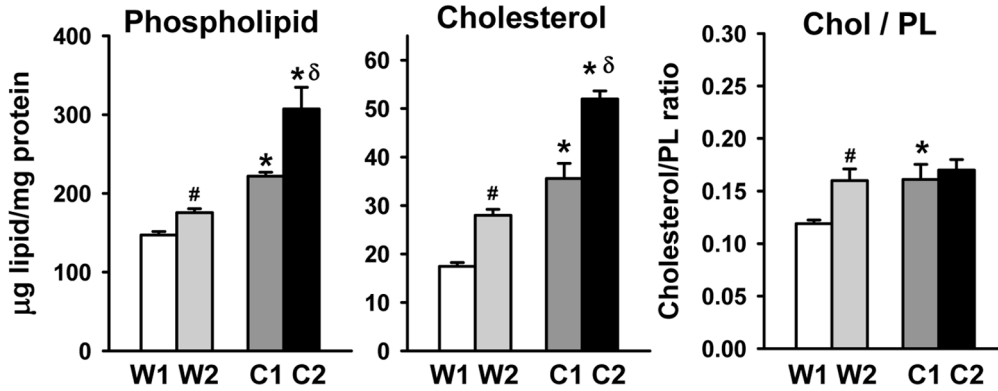 Phospholipid
μg lipid/mg protein
400
300
200
100
0
#
*
* δ
W1 W2 C1 C2
Cholesterol
60
50
40
30
20
10
0
#
*
* δ
W1 W2 C1 C2
Chol / PL
Cholesterol/PL ratio
0.30
0.25
0.20
0.15
0.10
0.05
0.00
#
*
W1 W2 C1 C2